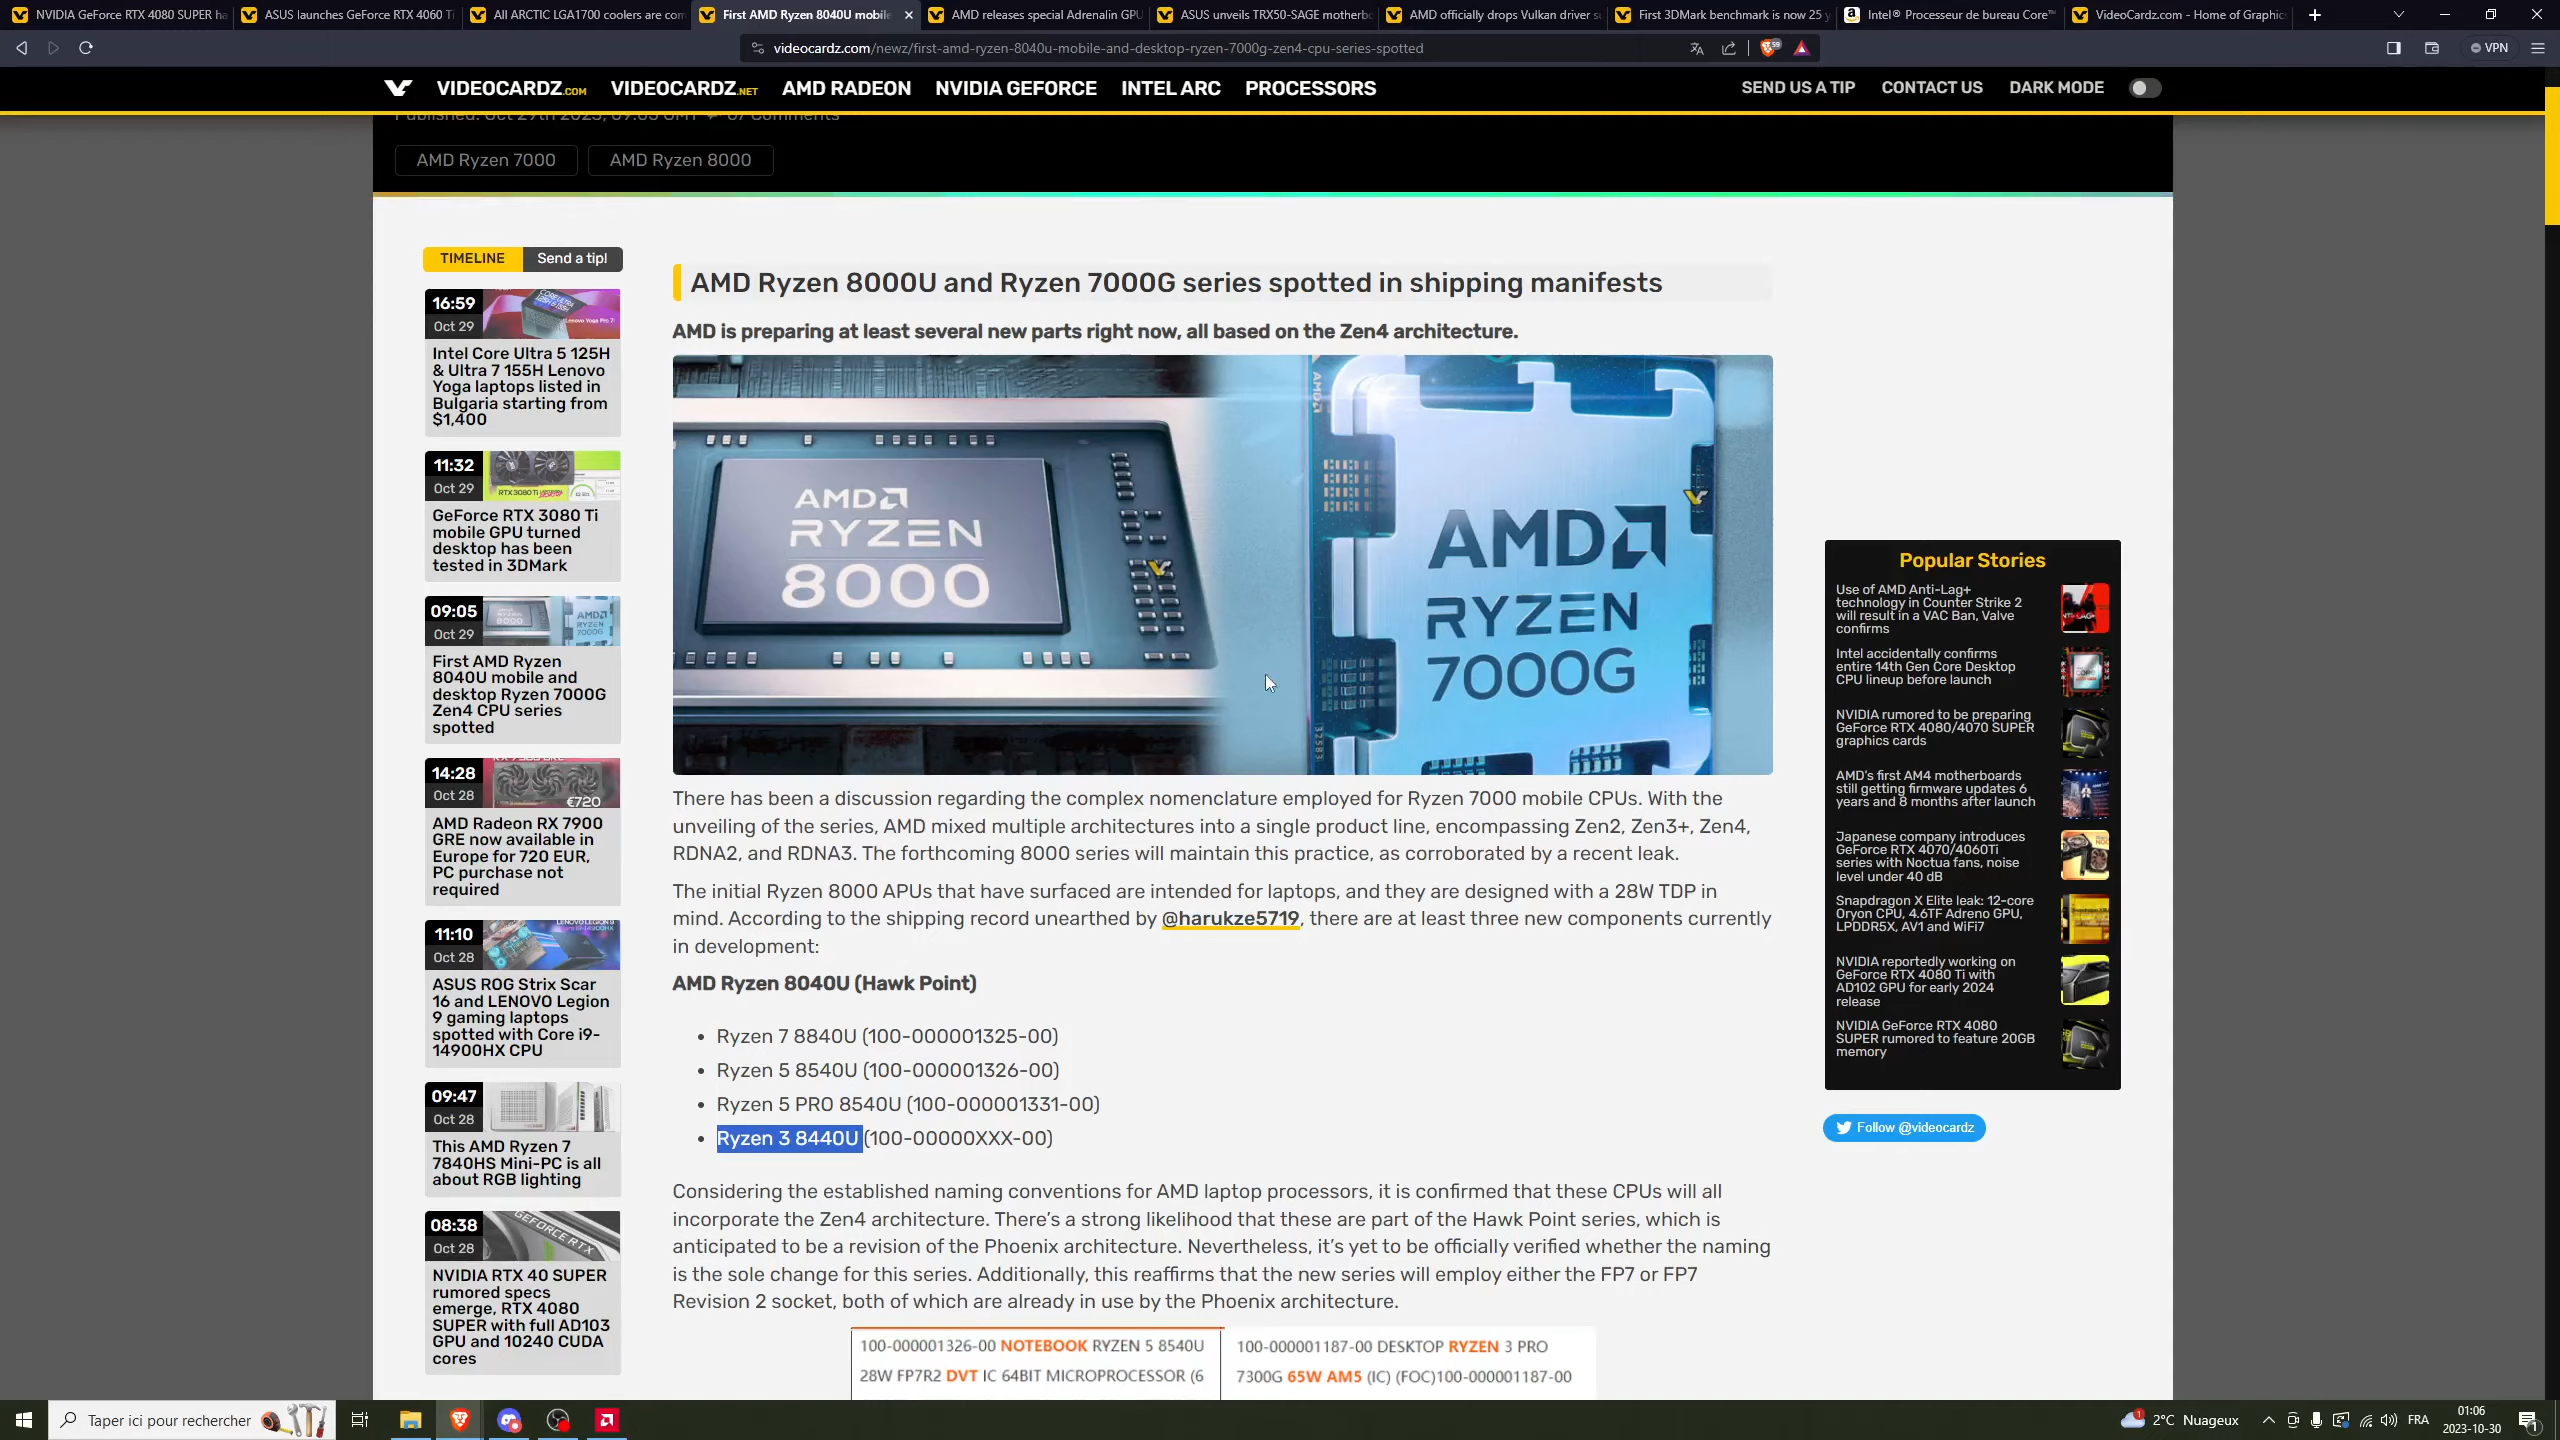 NVIDIA GeForce RTX 4080 SUPER ha
ASUS launches GeForce RTX 4060 Ti
All ARCTIC LGA1700 coolers are com
First AMD Ryzen 8040U mobile
AMD releases special Adrenalin GPU
ASUS unveils TRX50-SAGE motherbo
AMD officially drops Vulkan driver su
First 3DMark benchmark is now 25 y
Intel® Processeur de bureau Core™
VideoCardz.com - Home of Graphic
videocardz.com/newz/first-amd-ryzen-8040u-mobile-and-desktop-ryzen-7000g-zen4-cpu-series-spotted
VPN
VIDEOCARDZ.COM
VIDEOCARDZ.NET
AMD RADEON
NVIDIA GEFORCE
INTEL ARC
PROCESSORS
SEND US A TIP
CONTACT US
DARK MODE
AMD Ryzen 7000
AMD Ryzen 8000
TIMELINE
Send a tip!
16:59
Oct 29
Intel Core Ultra 5 125H
& Ultra 7 155H Lenovo
Yoga laptops listed in
Bulgaria starting from
$1,400
11:32
Oct 29
GeForce RTX 3080 Ti
mobile GPU turned
desktop has been
tested in 3DMark
09:05
Oct 29
First AMD Ryzen
8040U mobile and
desktop Ryzen 7000G
Zen4 CPU series
spotted
14:28
Oct 28
€720
AMD Radeon RX 7900
GRE now available in
Europe for 720 EUR,
PC purchase not
required
11:10
Oct 28
ASUS ROG Strix Scar
16 and LENOVO Legion
9 gaming laptops
spotted with Core i9-
14900HX CPU
09:47
Oct 28
This AMD Ryzen 7
7840HS Mini-PC is all
about RGB lighting
08:38
Oct 28
GEFORCE RTX
NVIDIA RTX 40 SUPER
rumored specs
emerge, RTX 4080
SUPER with full AD103
GPU and 10240 CUDA
cores
AMD Ryzen 8000U and Ryzen 7000G series spotted in shipping manifests
AMD is preparing at least several new parts right now, all based on the Zen4 architecture.
AMD
RYZEN
8000
AMD
RYZEN
7000G
There has been a discussion regarding the complex nomenclature employed for Ryzen 7000 mobile CPUs. With the
unveiling of the series, AMD mixed multiple architectures into a single product line, encompassing Zen2, Zen3+, Zen4,
RDNA2, and RDNA3. The forthcoming 8000 series will maintain this practice, as corroborated by a recent leak.
The initial Ryzen 8000 APUs that have surfaced are intended for laptops, and they are designed with a 28W TDP in
mind. According to the shipping record unearthed by @harukze5719, there are at least three new components currently
in development:
AMD Ryzen 8040U (Hawk Point)
• Ryzen 7 8840U (100-000001325-00)
• Ryzen 5 8540U (100-000001326-00)
• Ryzen 5 PRO 8540U (100-000001331-00)
• Ryzen 3 8440U (100-00000XXX-00)
Considering the established naming conventions for AMD laptop processors, it is confirmed that these CPUs will all
incorporate the Zen4 architecture. There's a strong likelihood that these are part of the Hawk Point series, which is
anticipated to be a revision of the Phoenix architecture. Nevertheless, it's yet to be officially verified whether the naming
is the sole change for this series. Additionally, this reaffirms that the new series will employ either the FP7 or FP7
Revision 2 socket, both of which are already in use by the Phoenix architecture.
100-000001326-00 NOTEBOOK RYZEN 5 8540U
28W FP7R2 DVT IC 64BIT MICROPROCESSOR (6
100-000001187-00 DESKTOP RYZEN 3 PRO
7300G 65W AM5 (IC) (FOC)100-000001187-00
Popular Stories
Use of AMD Anti-Lag+
technology in Counter Strike 2
will result in a VAC Ban, Valve
confirms
Intel accidentally confirms
entire 14th Gen Core Desktop
CPU lineup before launch
NVIDIA rumored to be preparing
GeForce RTX 4080/4070 SUPER
graphics cards
AMD's first AM4 motherboards
still getting firmware updates 6
years and 8 months after launch
Japanese company introduces
GeForce RTX 4070/4060Ti
series with Noctua fans, noise
level under 40 dB
Snapdragon X Elite leak: 12-core
Oryon CPU, 4.6TF Adreno GPU,
LPDDR5X, AV1 and WiFi7
NVIDIA reportedly working on
GeForce RTX 4080 Ti with
AD102 GPU for early 2024
release
NVIDIA GeForce RTX 4080
SUPER rumored to feature 20GB
memory
Follow @videocardz
Taper ici pour rechercher
2°C Nuageux
FRA
01:06
2023-10-30